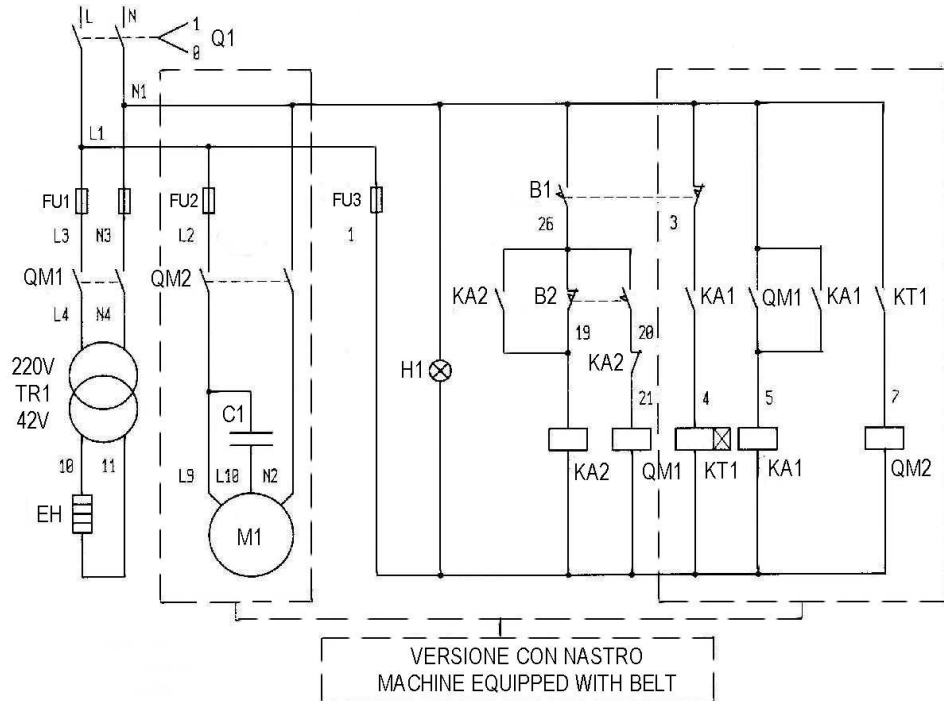 L N
1
Q1
0
N1
L1
FU1
FU2
FU3
B1
L3 N3
L2
1
26
3
QM1
QM2
KA2
B2
KA1
QM1
KA1
KT1
L4 N4
19
20
220V
TR1
42V
H1
KA2
C1
21
4
5
7
10 11
L9 L10 N2
KA2
QM1
KT1
KA1
QM2
EH
M1
VERSIONE CON NASTRO
MACHINE EQUIPPED WITH BELT